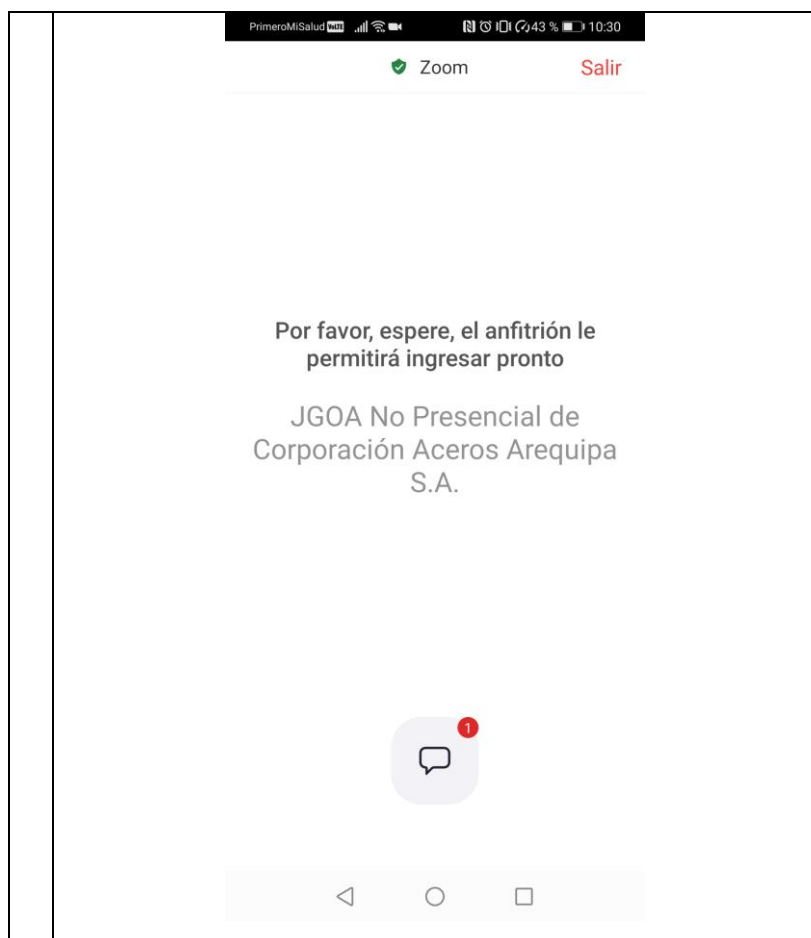 PrimeroMiSalud VoLTE 43 % 10:30
Zoom Salir
Por favor, espere, el anfitrión le
permitirá ingresar pronto
JGOA No Presencial de
Corporación Aceros Arequipa
S.A.
1